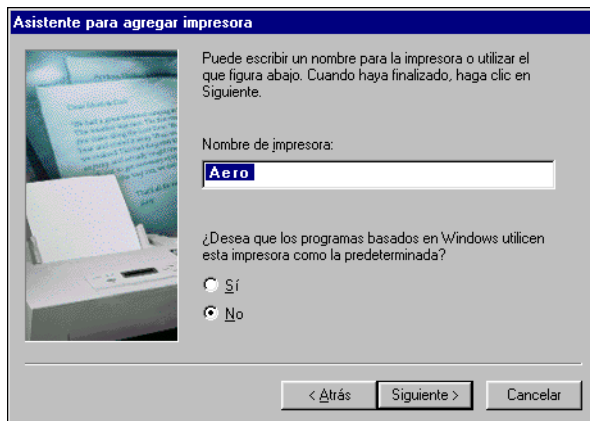 Asistente para agregar impresora
Puede escribir un nombre para la impresora o utilizar el
que figura abajo. Cuando haya finalizado, haga clic en
Siguiente.
Nombre de impresora:
Aero
¿Desea que los programas basados en Windows utilicen
esta impresora como la predeterminada?
Sí
No
< Atrás
Siguiente >
Cancelar